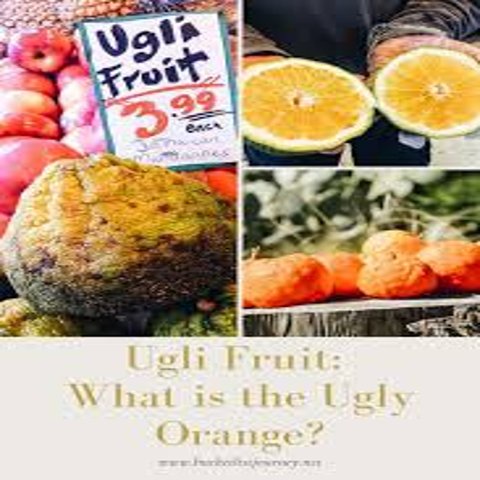 Ugli
Fruit
3.99
each
Ugli Fruit:
What is the Ugly
Orange?